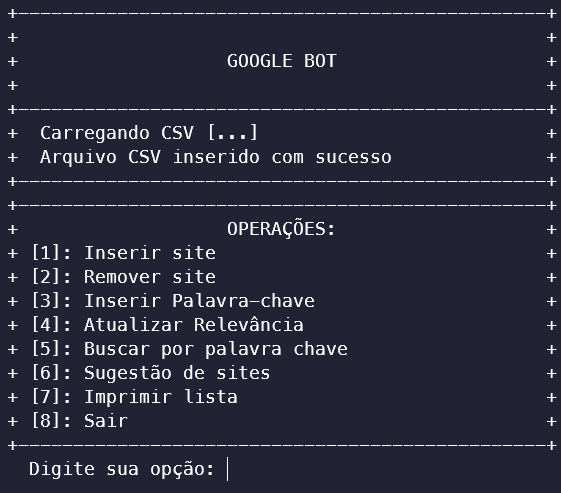 +------------------------------------------------+
+                                                +
+                   GOOGLE BOT                   +
+                                                +
+------------------------------------------------+
+  Carregando CSV [...]                          +
+  Arquivo CSV inserido com sucesso              +
+------------------------------------------------+
+------------------------------------------------+
+                   OPERAÇÕES:                   +
+ [1]: Inserir site                              +
+ [2]: Remover site                              +
+ [3]: Inserir Palavra-chave                     +
+ [4]: Atualizar Relevância                      +
+ [5]: Buscar por palavra chave                  +
+ [6]: Sugestão de sites                         +
+ [7]: Imprimir lista                            +
+ [8]: Sair                                      +
+------------------------------------------------+
  Digite sua opção: